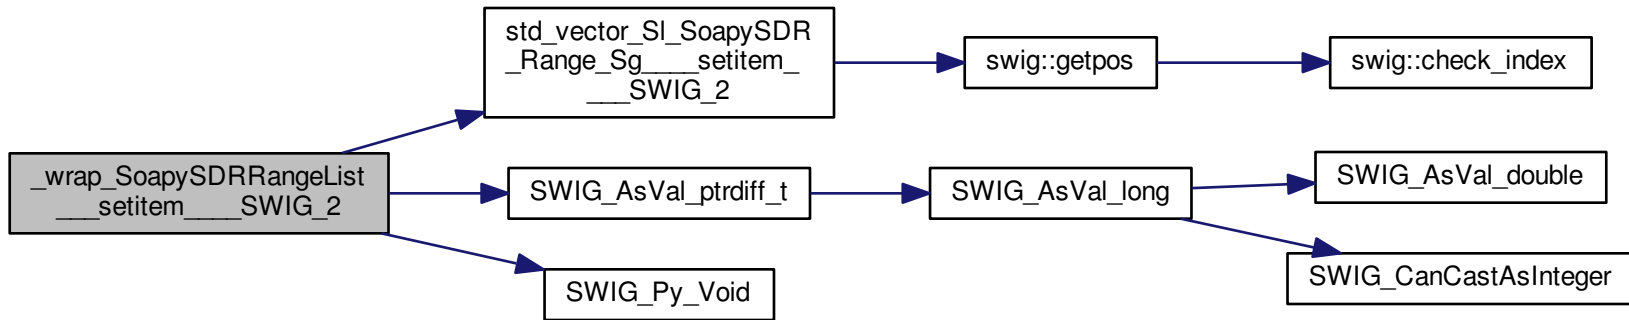 _wrap_SoapySDRRangeList
___setitem____SWIG_2
std_vector_Sl_SoapySDR
_Range_Sg____setitem_
___SWIG_2
swig::getpos
swig::check_index
SWIG_AsVal_ptrdiff_t
SWIG_AsVal_long
SWIG_AsVal_double
SWIG_CanCastAsInteger
SWIG_Py_Void